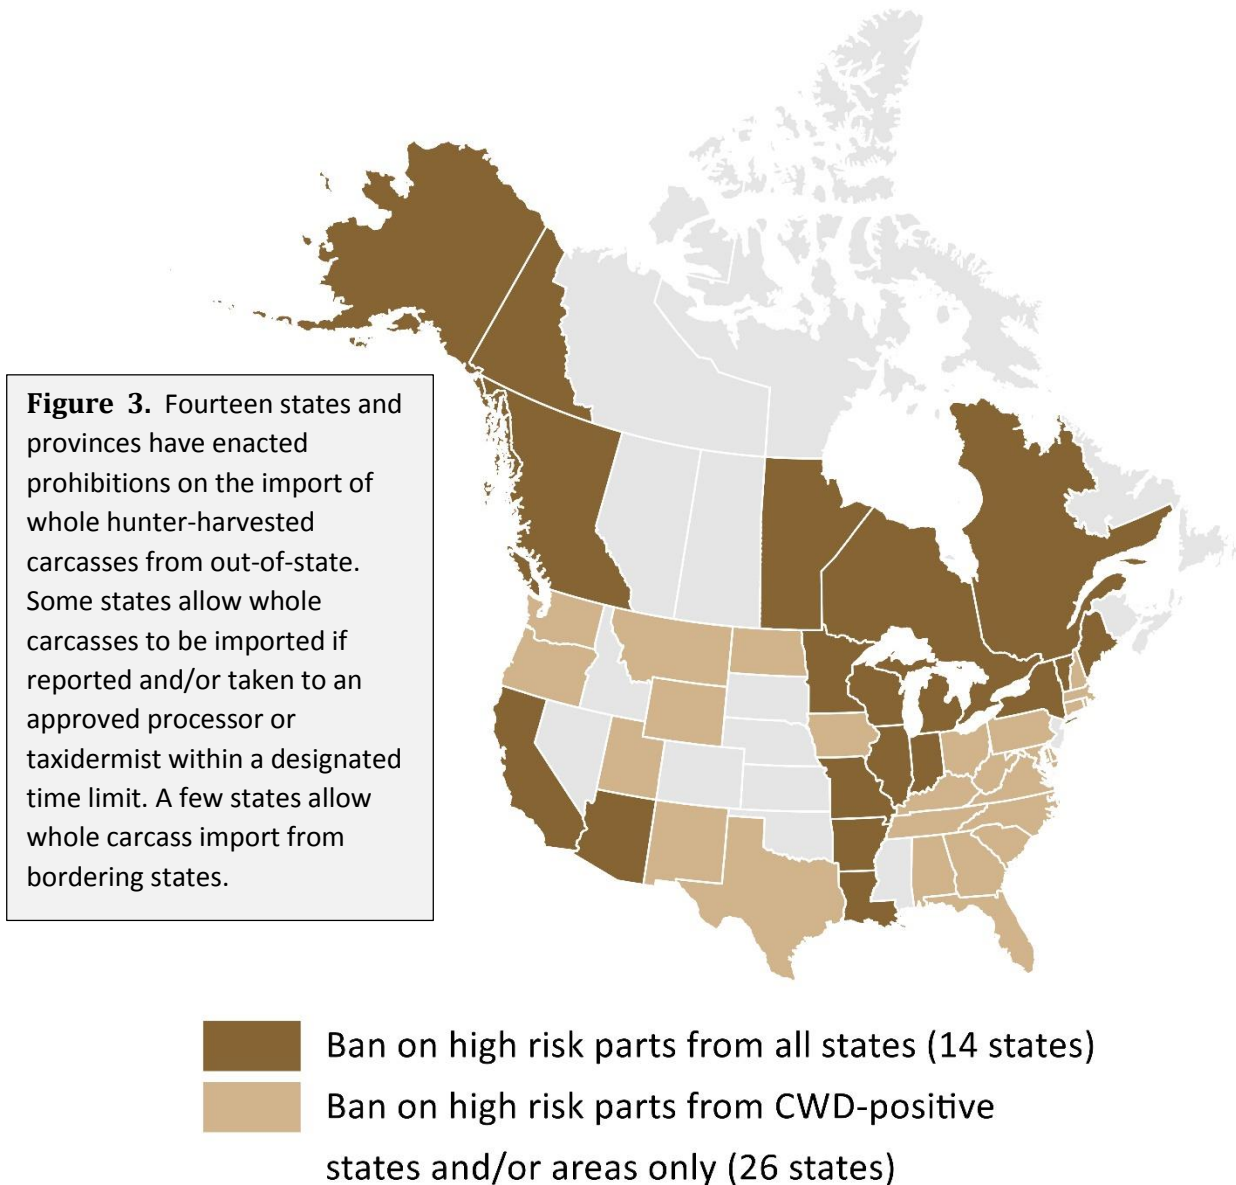 Figure 3. Fourteen states and
provinces have enacted
prohibitions on the import of
whole hunter-harvested
carcasses from out-of-state.
Some states allow whole
carcasses to be imported if
reported and/or taken to an
approved processor or
taxidermist within a designated
time limit. A few states allow
whole carcass import from
bordering states.
Ban on high risk parts from all states (14 states)
Ban on high risk parts from CWD-positive
states and/or areas only (26 states)